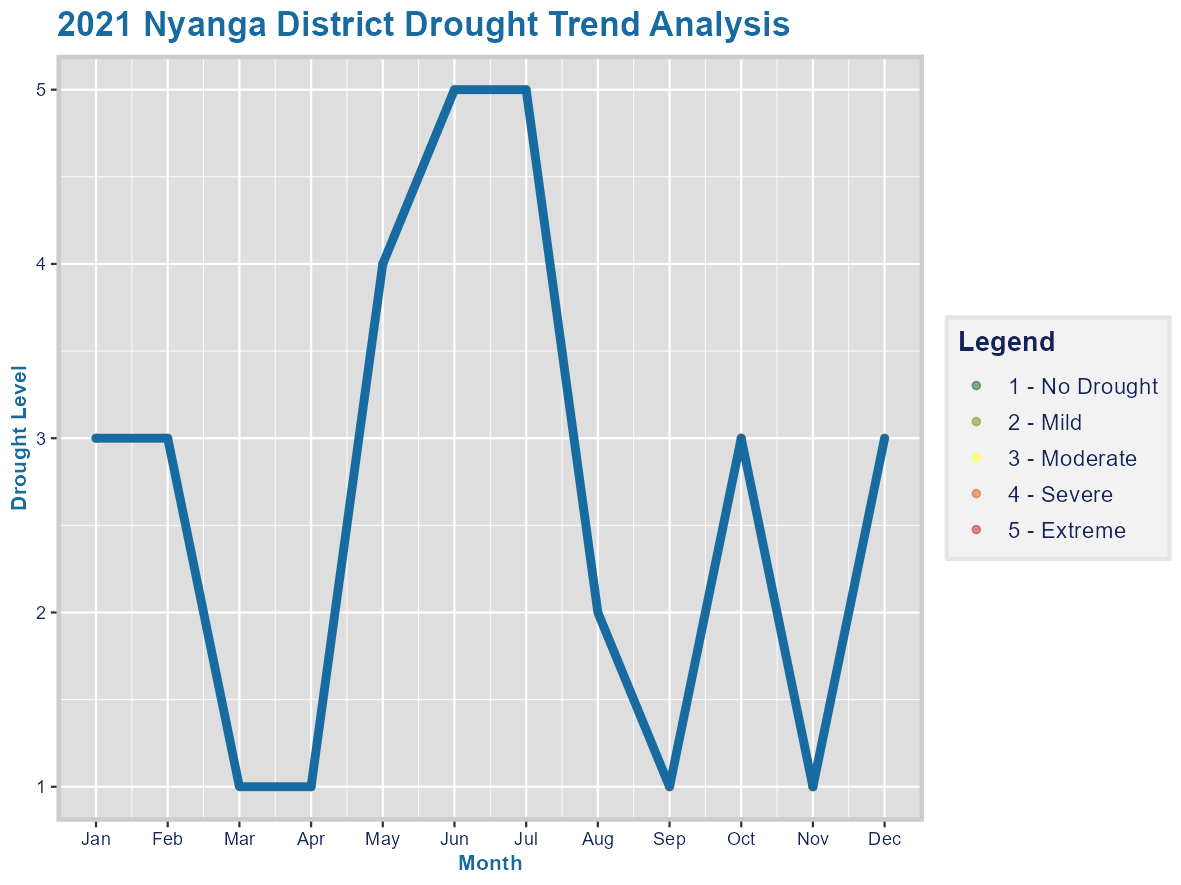 2021 Nyanga District Drought Trend Analysis
Drought Level
5
4
3
2
1
Jan Feb Mar Apr May Jun Jul Aug Sep Oct Nov Dec
Month
Legend
1 - No Drought
2 - Mild
3 - Moderate
4 - Severe
5 - Extreme